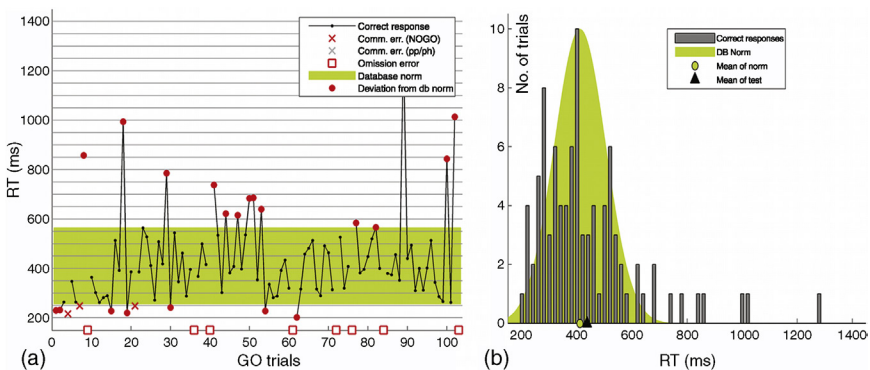 1400
1200
1000
800
600
400
200
RT (ms)
0 10 20 30 40 50 60 70 80 90 100
GO trials
(a)
Correct response
Comm. err. (NOGO)
Comm. err. (pp/ph)
Omission error
Database norm
Deviation from db norm
10
8
6
4
2
0
No. of trials
200 400 600 800 1000 1200 1400
RT (ms)
(b)
Correct responses
DB Norm
Mean of norm
Mean of test